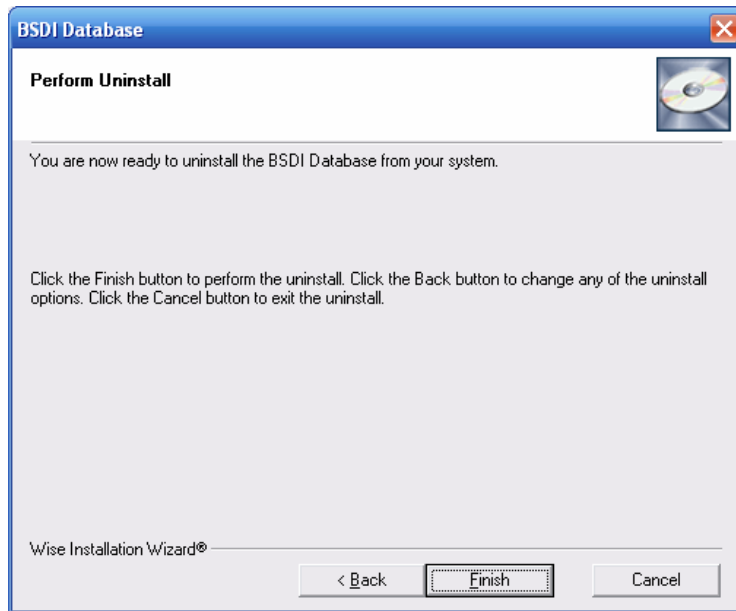 BSDI Database
Perform Uninstall
You are now ready to uninstall the BSDI Database from your system.
Click the Finish button to perform the uninstall. Click the Back button to change any of the uninstall
options. Click the Cancel button to exit the uninstall.
Wise Installation Wizard®
< Back
Finish
Cancel